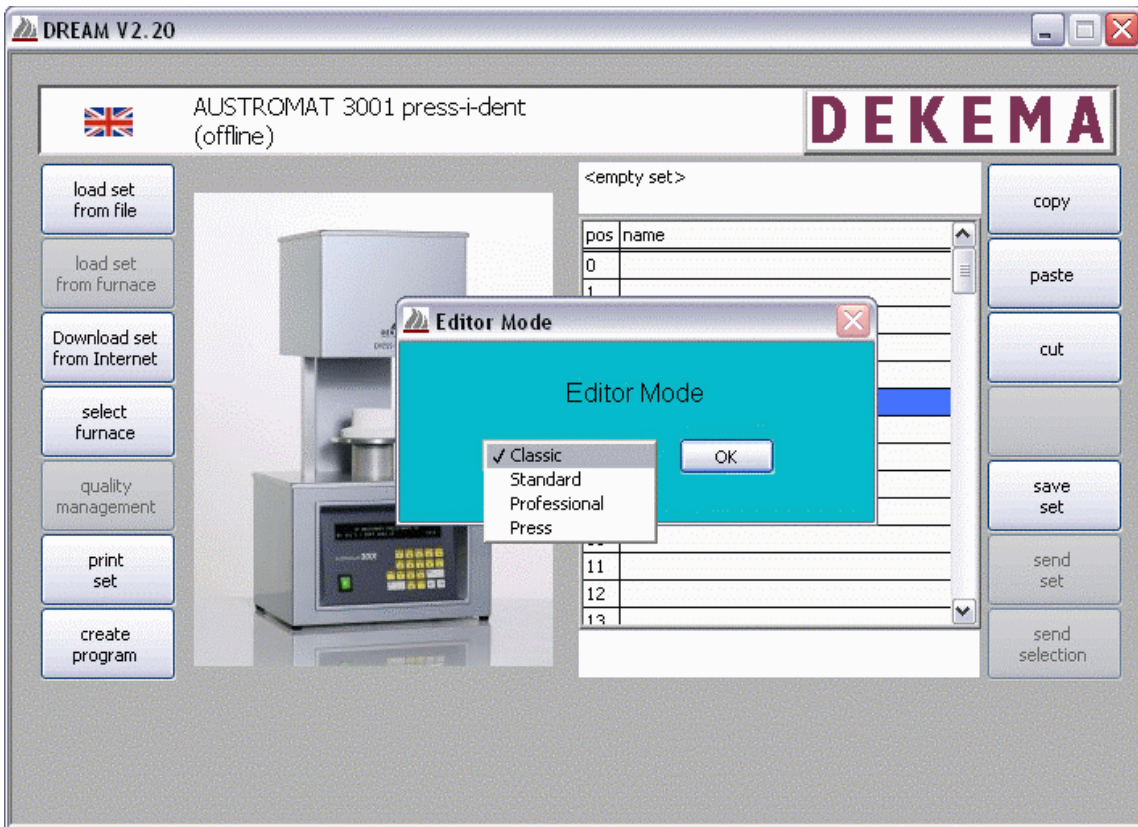 DREAM V2.20
AUSTROMAT 3001 press-i-dent
(offline)
DEKEMA
load set
from file
load set
from furnace
Download set
from Internet
select
furnace
quality
management
print
set
create
program
<empty set>
pos name
0
1
11
12
13
Editor Mode
Editor Mode
✓ Classic
Standard
Professional
Press
OK
3001
copy
paste
cut
save
set
send
set
send
selection